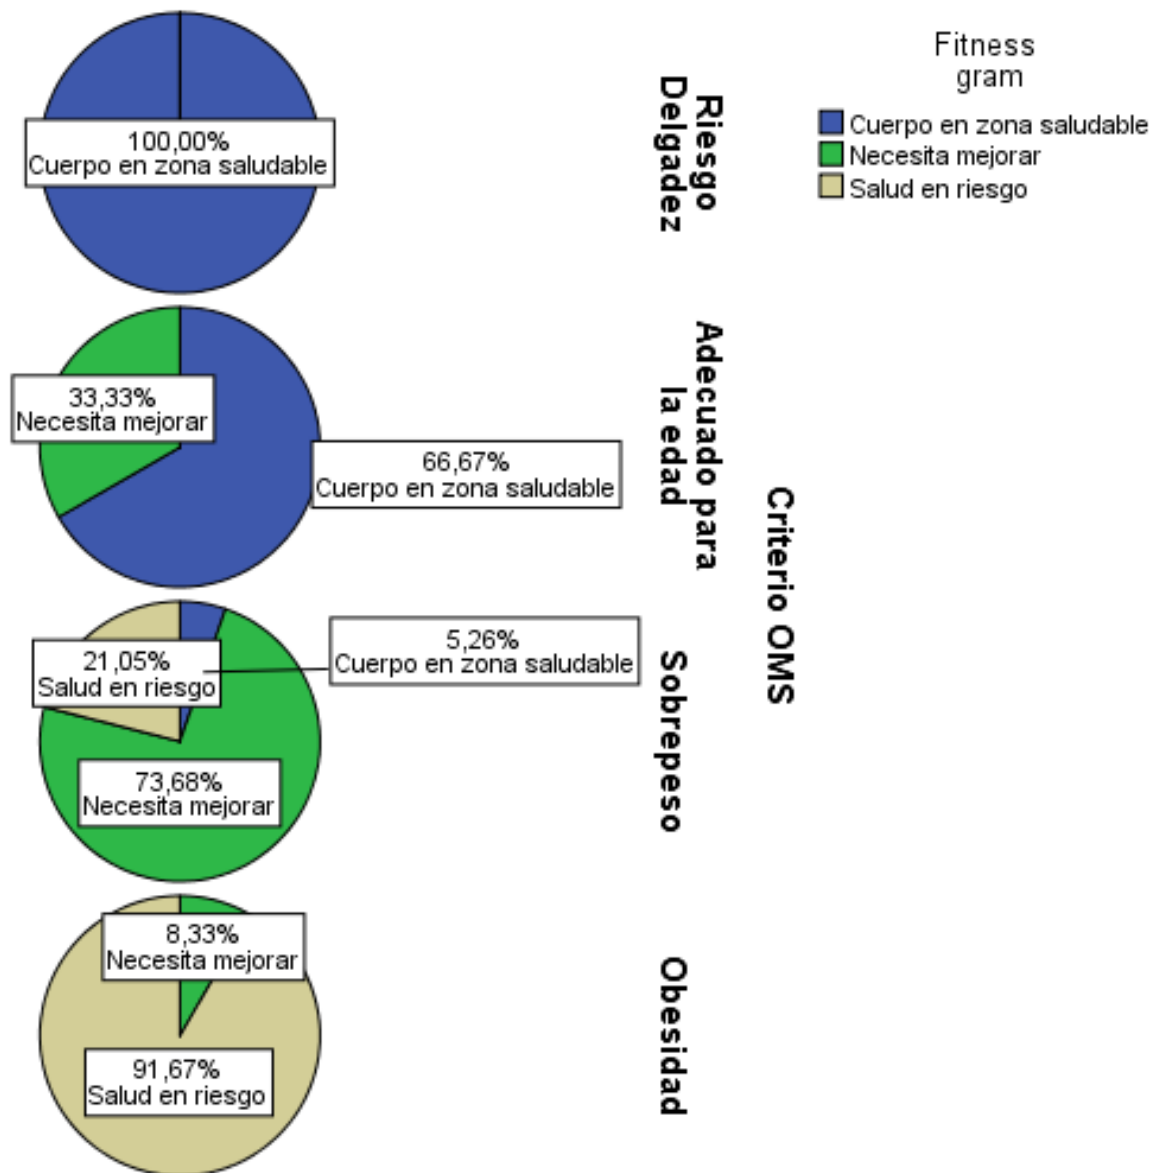 Fitness
gram
Cuerpo en zona saludable
Necesita mejorar
Salud en riesgo
100,00%
Cuerpo en zona saludable
Riesgo
Delgadez
33,33%
Necesita mejorar
66,67%
Cuerpo en zona saludable
Adecuado para
la edad
21,05%
Salud en riesgo
5,26%
Cuerpo en zona saludable
73,68%
Necesita mejorar
Sobrepeso
8,33%
Necesita mejorar
91,67%
Salud en riesgo
Obesidad
Criterio OMS